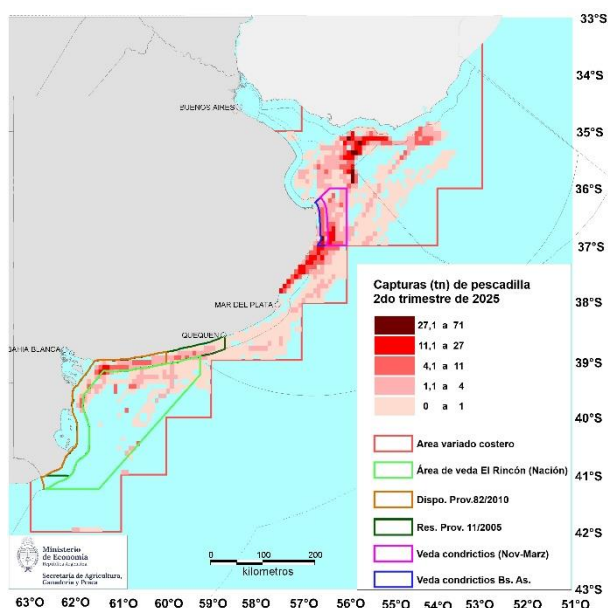 33°S
34°S
BUENOS AIRES
35°S
36°S
37°S
MAR DEL PLATA
38°S
QUEQUEN
BAHIA BLANCA
39°S
40°S
41°S
42°S
43°S
Capturas (tn) de pescadilla
2do trimestre de 2025
27,1 a 71
11,1 a 27
4,1 a 11
1,1 a 4
0 a 1
Area variado costero
Área de veda El Rincón (Nación)
Dispo. Prov.82/2010
Res. Prov. 11/2005
Veda condrictios (Nov-Marz)
Veda condrictios Bs. As.
Ministerio
de Economía
República Argentina
Secretaría de Agricultura,
Ganadería y Pesca
0 100 200
kilometros
63°O 62°O 61°O 60°O 59°O 58°O 57°O 56°O 55°O 54°O 53°O 52°O 51°O